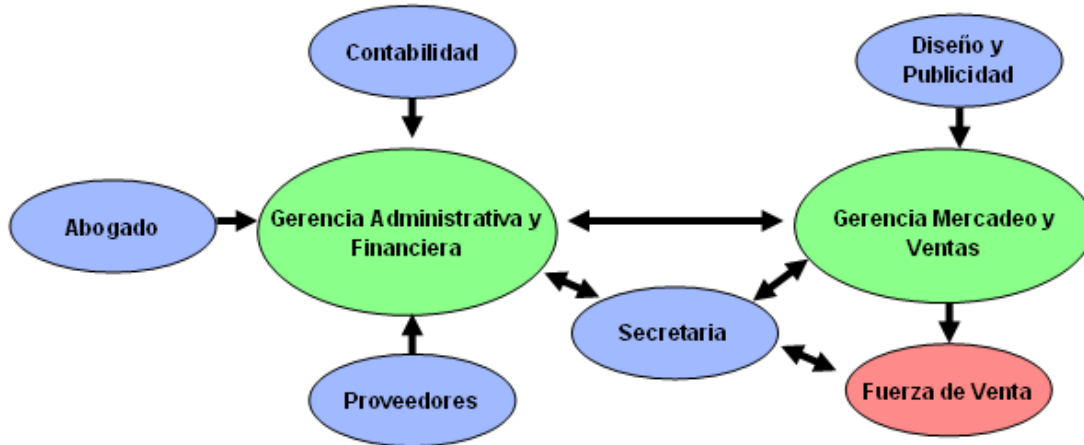 Contabilidad
Diseño y
Publicidad
Abogado
Gerencia Administrativa y
Financiera
Gerencia Mercadeo y
Ventas
Secretaria
Proveedores
Fuerza de Venta